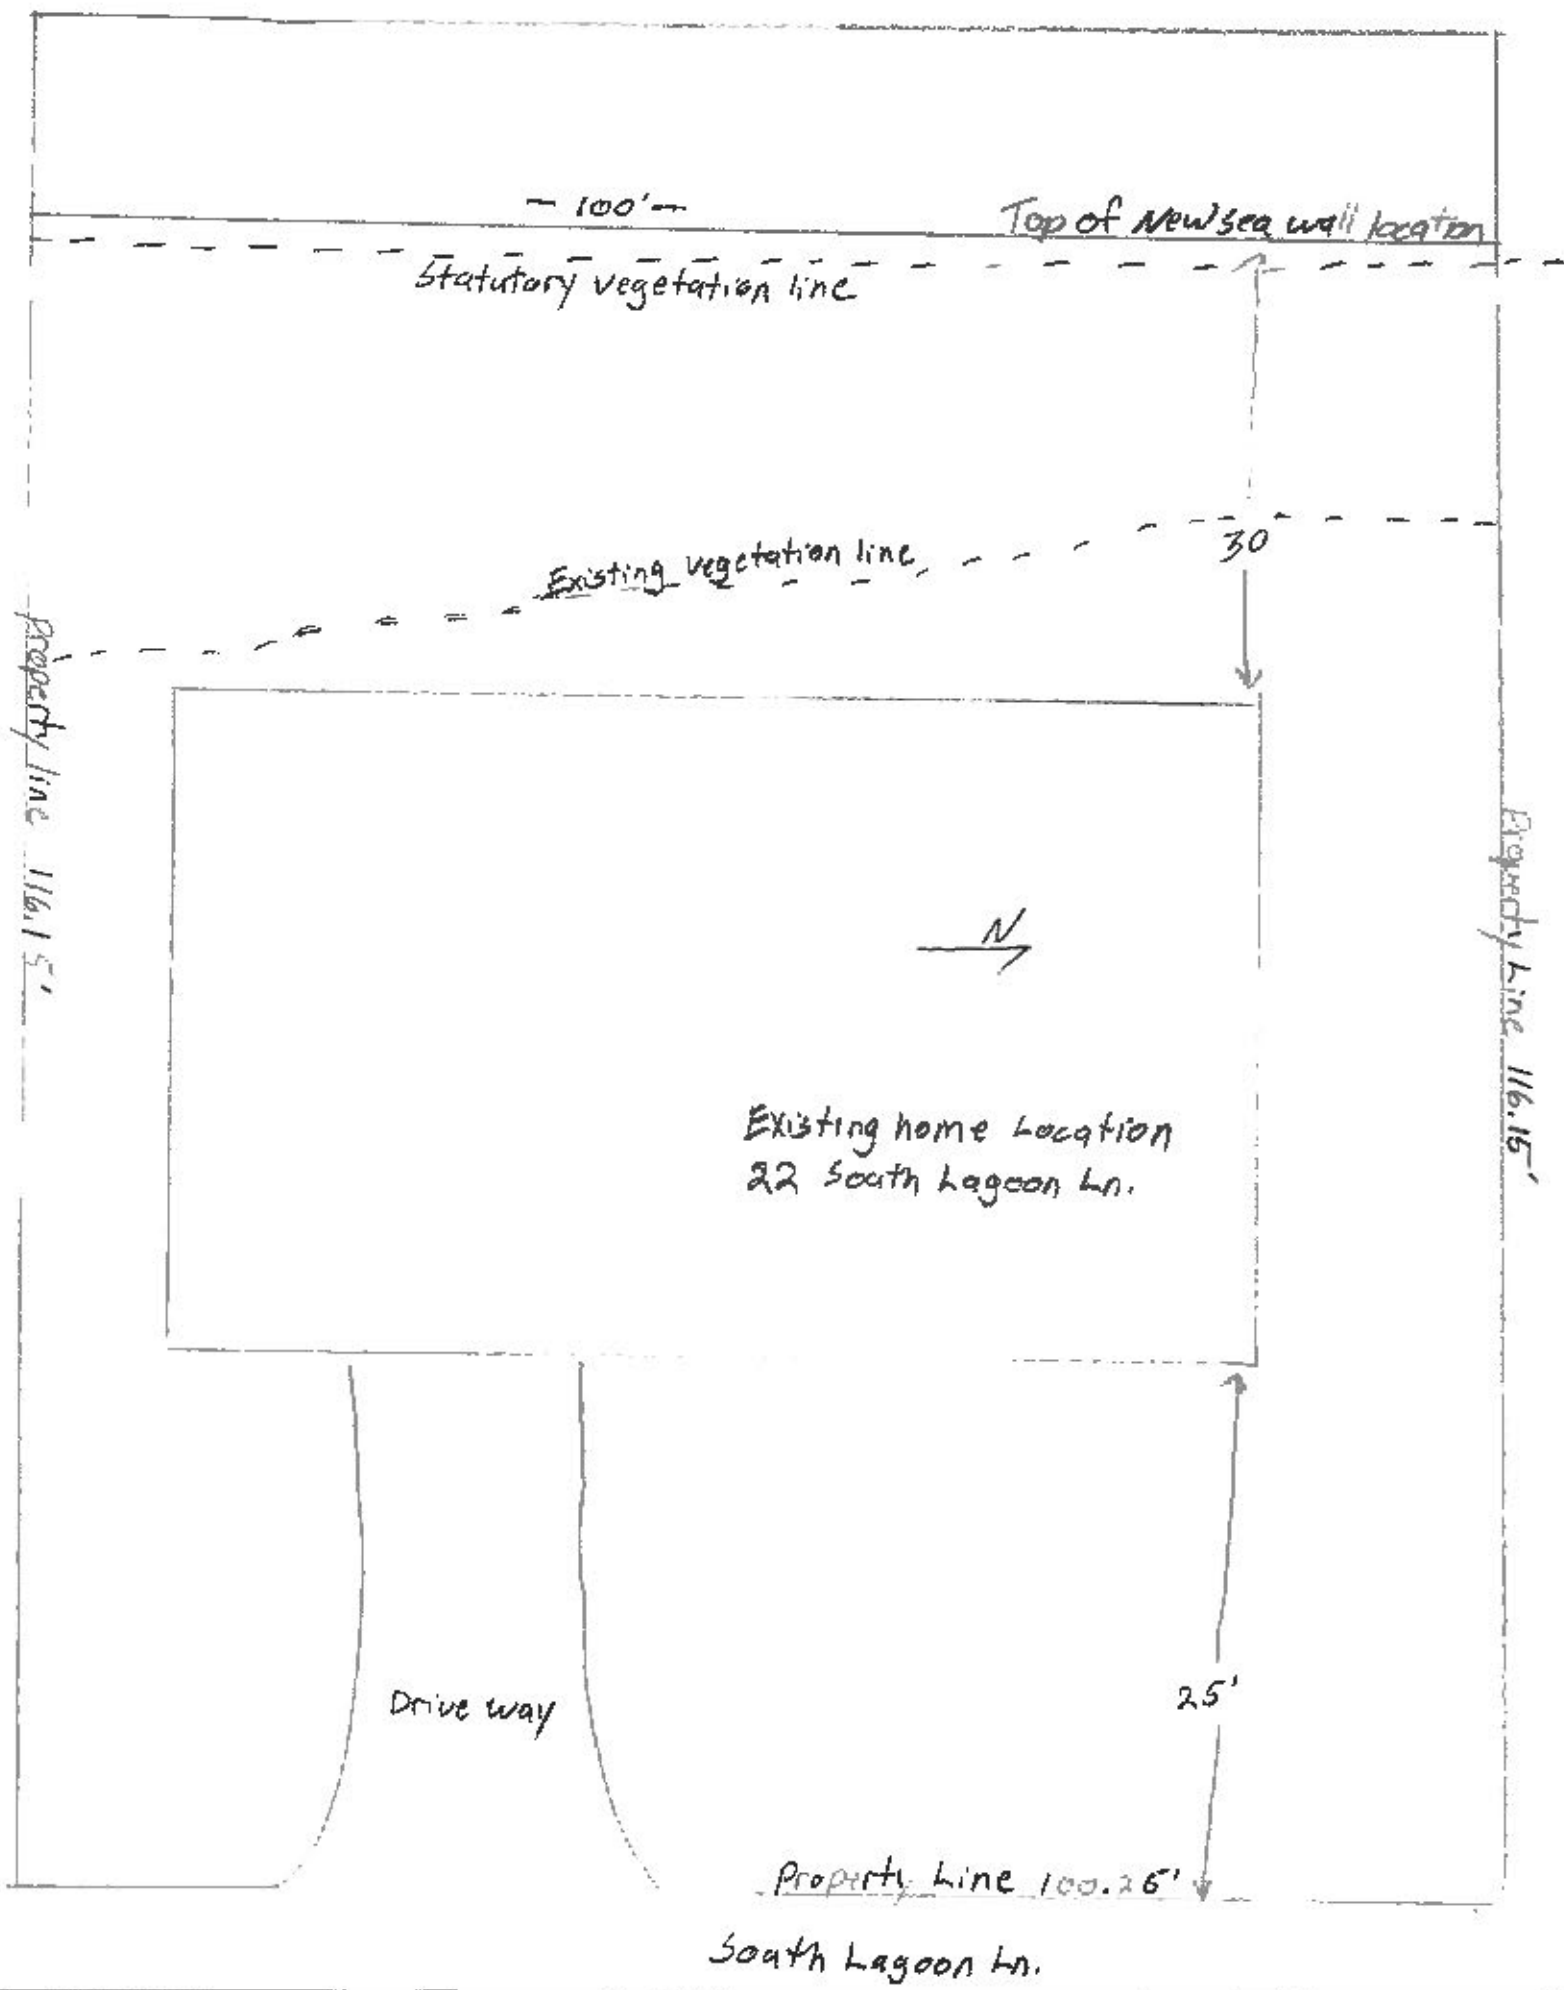 - 100' -
Top of New sea wall location
Statutory vegetation line
Existing vegetation line
30
Property line 116.15'
Property Line 116.15'
N
Existing home Location
22 South Lagoon Ln.
Drive way
25'
Property Line 100.26'
South Lagoon Ln.